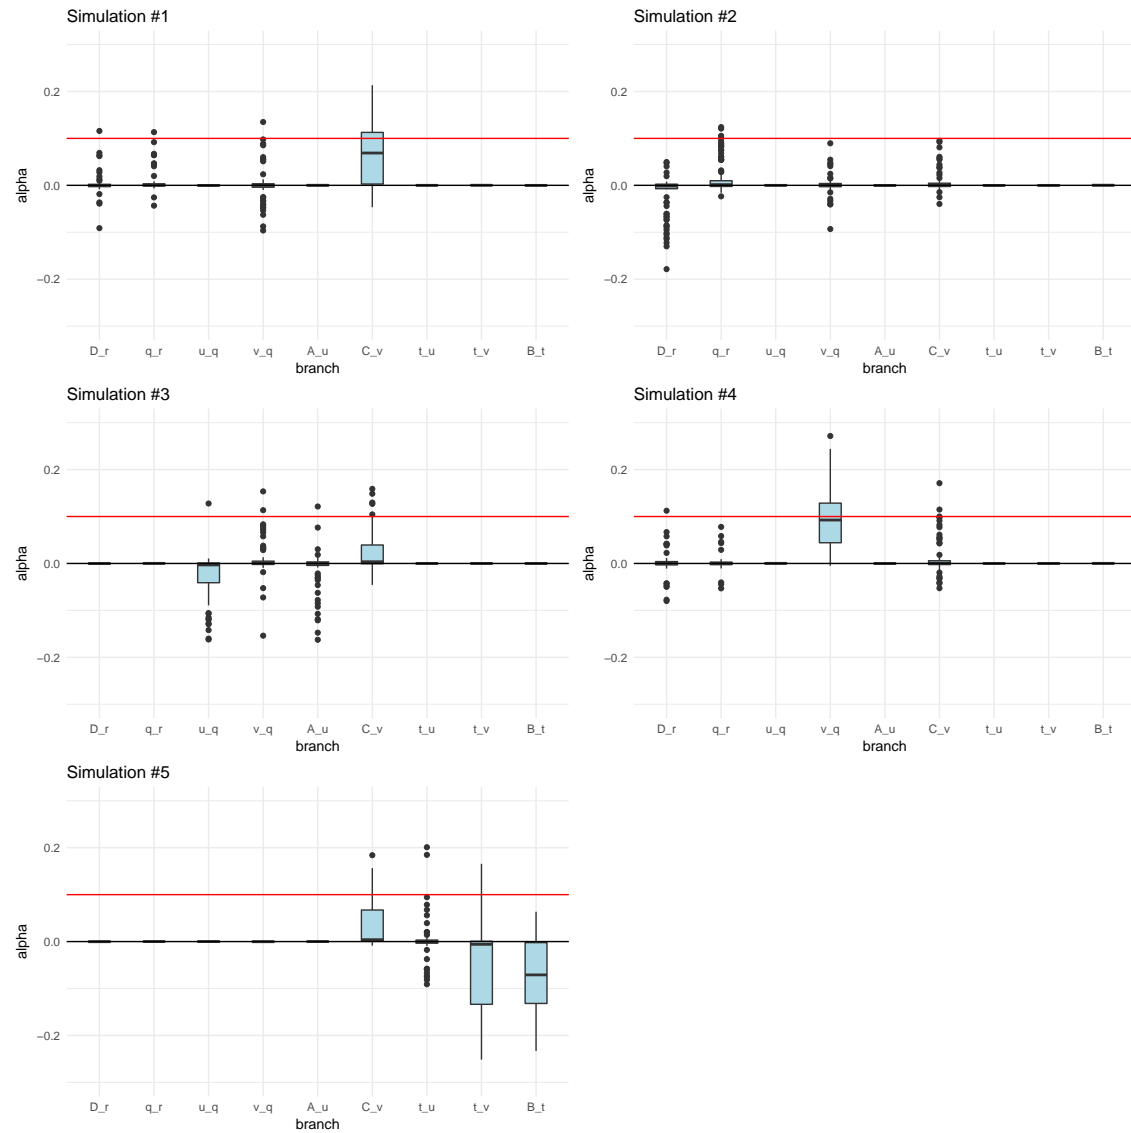 Simulation #1
alpha
0.2
0.0
−0.2
D_r q_r u_q v_q A_u C_v t_u t_v B_t
branch
Simulation #2
alpha
0.2
0.0
−0.2
D_r q_r u_q v_q A_u C_v t_u t_v B_t
branch
Simulation #3
alpha
0.2
0.0
−0.2
D_r q_r u_q v_q A_u C_v t_u t_v B_t
branch
Simulation #4
alpha
0.2
0.0
−0.2
D_r q_r u_q v_q A_u C_v t_u t_v B_t
branch
Simulation #5
alpha
0.2
0.0
−0.2
D_r q_r u_q v_q A_u C_v t_u t_v B_t
branch